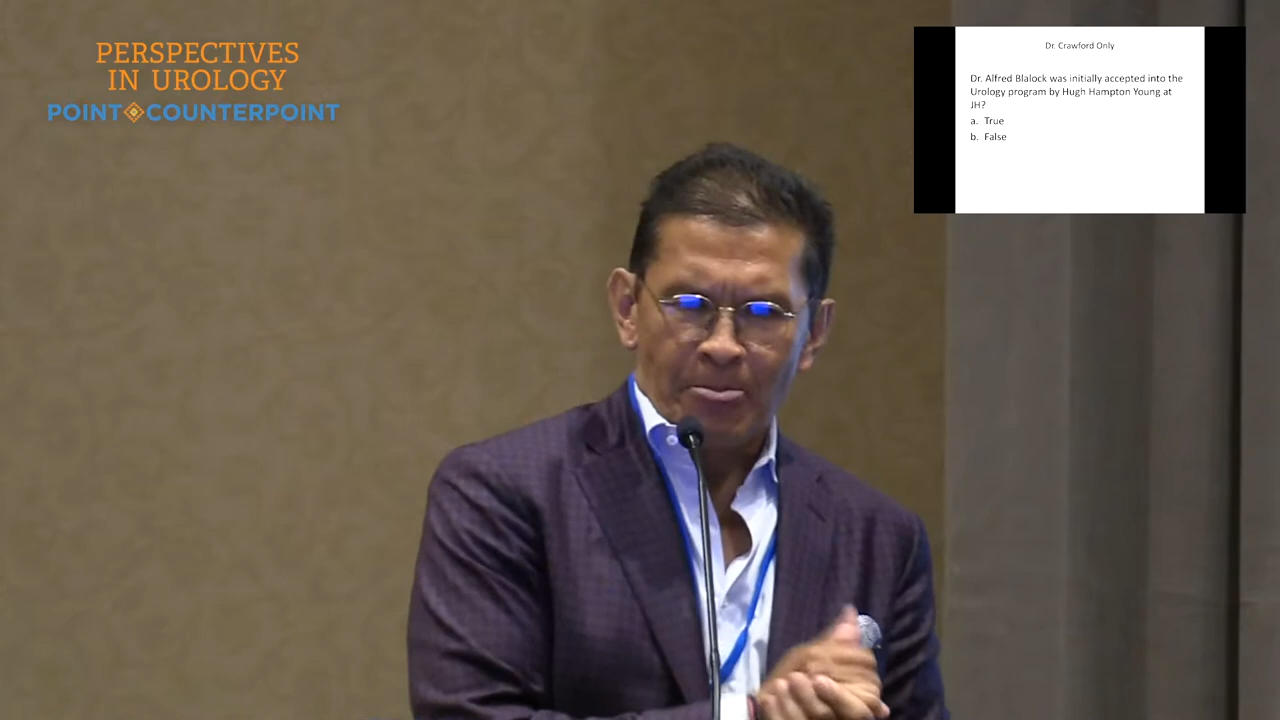 PERSPECTIVES
IN UROLOGY
POINT COUNTERPOINT
Dr. Crawford Only
Dr. Alfred Blalock was initially accepted into the
Urology program by Hugh Hampton Young at
JH?
a. True
b. False